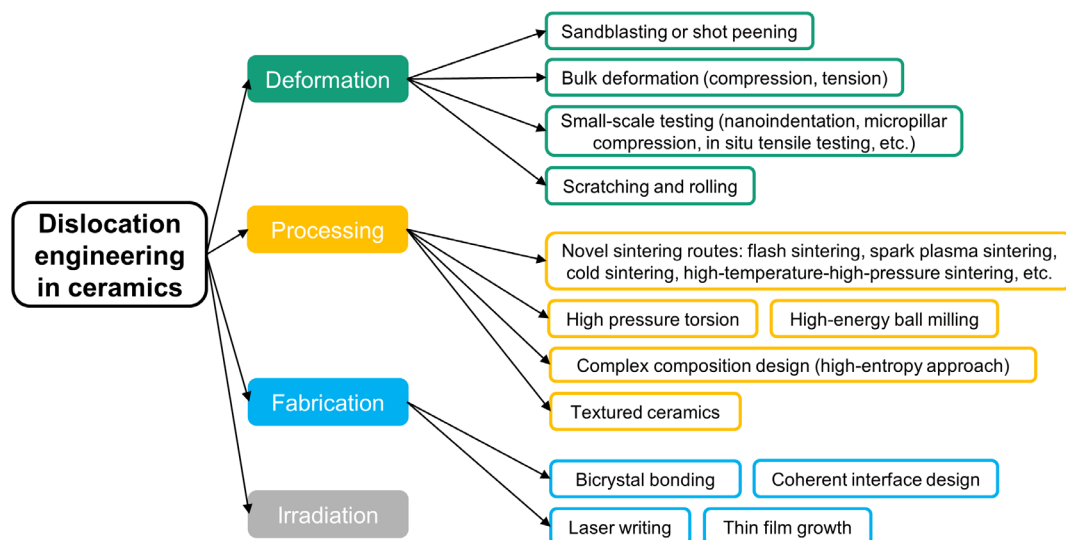 Dislocation
engineering
in ceramics
Deformation
Sandblasting or shot peening
Bulk deformation (compression, tension)
Small-scale testing (nanoindentation, micropillar
compression, in situ tensile testing, etc.)
Scratching and rolling
Processing
Novel sintering routes: flash sintering, spark plasma sintering,
cold sintering, high-temperature-high-pressure sintering, etc.
High pressure torsion
High-energy ball milling
Complex composition design (high-entropy approach)
Textured ceramics
Fabrication
Bicrystal bonding
Coherent interface design
Laser writing
Thin film growth
Irradiation